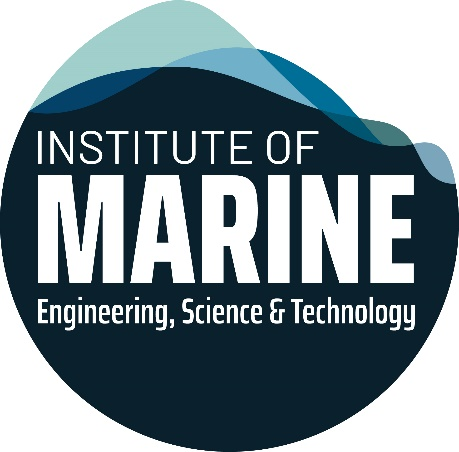 INSTITUTE OF
MARINE
Engineering, Science & Technology